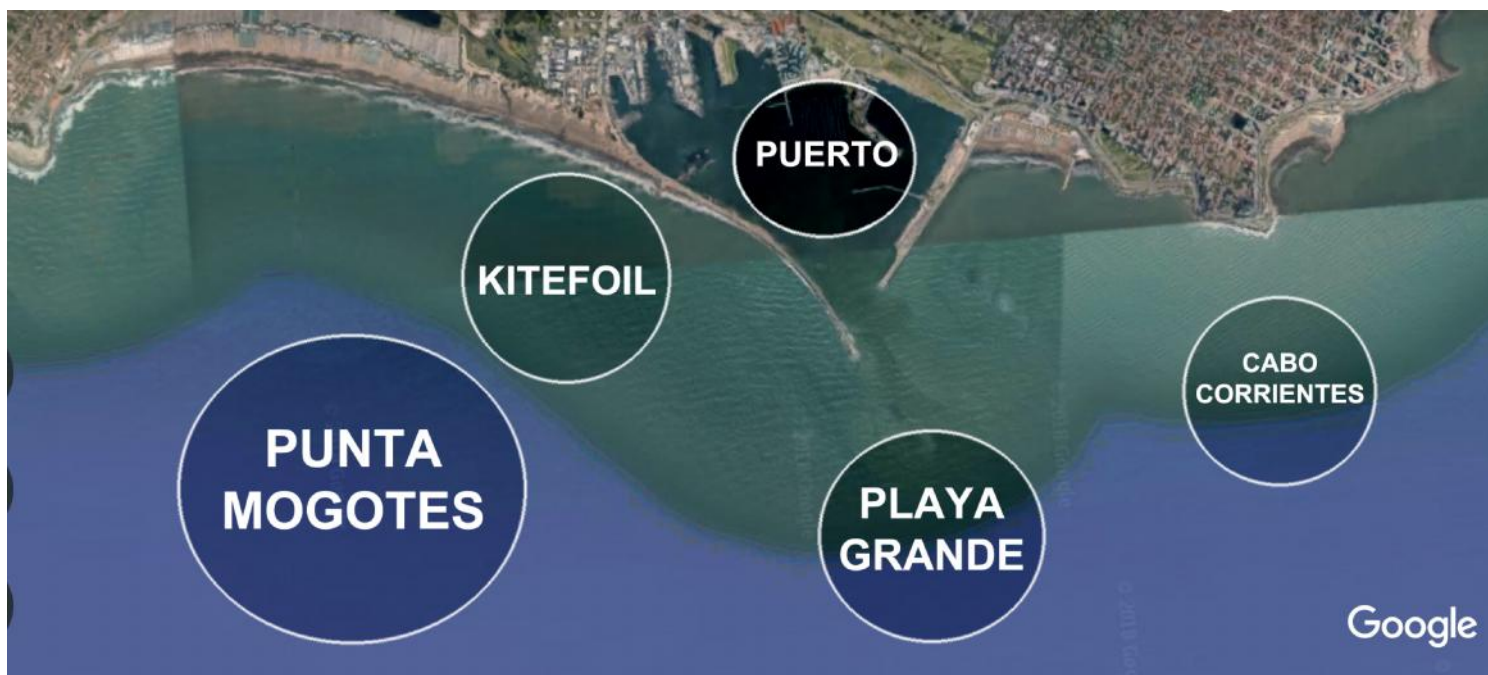 PUERTO
KITEFOIL
CABO
CORRIENTES
PUNTA
MOGOTES
PLAYA
GRANDE
Google